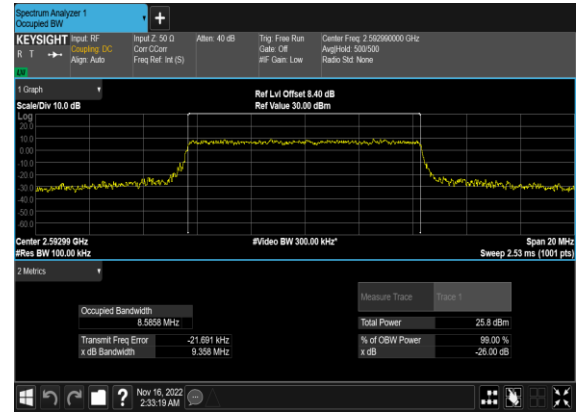 Spectrum Analyzer 1
Occupied BW
+
KEYSIGHT Input: RF Input Z: 50 Ω Atten: 40 dB Trig: Free Run Center Freq: 2.592990000 GHz
R T Coupling: DC Corr CCorr Gate: Off Avg|Hold: 500/500
Align: Auto Freq Ref: Int (S) #IF Gain: Low Radio Std: None
LV
1 Graph
Ref Lvl Offset 8.40 dB
Scale/Div 10.0 dB Ref Value 30.00 dBm
Log
20.0
10.0
0.00
-10.0
-20.0
-30.0
-40.0
-50.0
-60.0
Center 2.59299 GHz #Video BW 300.00 kHz* Span 20 MHz
#Res BW 100.00 kHz Sweep 2.53 ms (1001 pts)
2 Metrics
Measure Trace Trace 1
Occupied Bandwidth
8.5858 MHz Total Power 25.8 dBm
Transmit Freq Error -21.691 kHz % of OBW Power 99.00 %
x dB Bandwidth 9.358 MHz x dB -26.00 dB
? Nov 16, 2022
2:33:19 AM